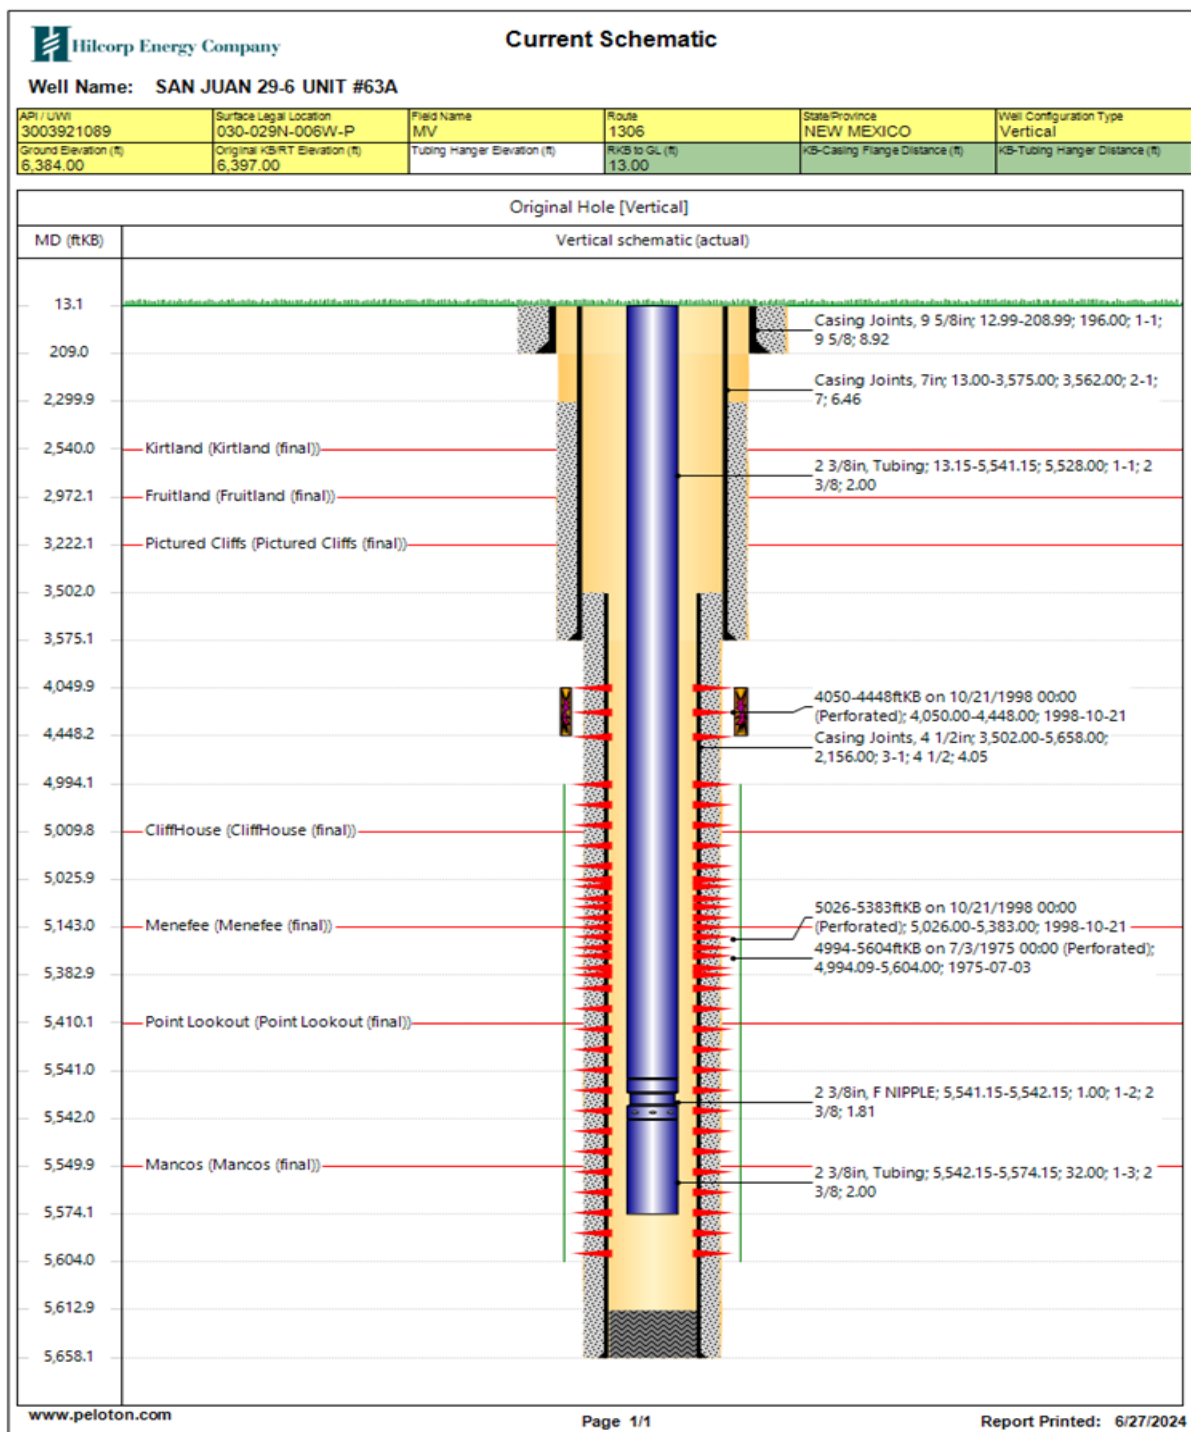 Hilcorp Energy Company
Current Schematic
Well Name: SAN JUAN 29-6 UNIT #63A
API / UWI
3003921089
Surface Legal Location
030-029N-006W-P
Field Name
MV
Route
1306
State/Province
NEW MEXICO
Well Configuration Type
Vertical
Ground Elevation (ft)
6,384.00
Original KB/RT Elevation (ft)
6,397.00
Tubing Hanger Elevation (ft)
RKB to GL (ft)
13.00
KB-Casing Flange Distance (ft)
KB-Tubing Hanger Distance (ft)
Original Hole [Vertical]
MD (ftKB)
Vertical schematic (actual)
13.1
Casing Joints, 9 5/8in; 12.99-208.99; 196.00; 1-1;
9 5/8; 8.92
209.0
Casing Joints, 7in; 13.00-3,575.00; 3,562.00; 2-1;
7; 6.46
2,299.9
2,540.0
Kirtland (Kirtland (final))
2 3/8in, Tubing; 13.15-5,541.15; 5,528.00; 1-1; 2
3/8; 2.00
2,972.1
Fruitland (Fruitland (final))
3,222.1
Pictured Cliffs (Pictured Cliffs (final))
3,502.0
3,575.1
4,049.9
4050-4448ftKB on 10/21/1998 00:00
(Perforated); 4,050.00-4,448.00; 1998-10-21
4,448.2
Casing Joints, 4 1/2in; 3,502.00-5,658.00;
2,156.00; 3-1; 4 1/2; 4.05
4,994.1
5,009.8
CliffHouse (CliffHouse (final))
5,025.9
5026-5383ftKB on 10/21/1998 00:00
(Perforated); 5,026.00-5,383.00; 1998-10-21
5,143.0
Menefee (Menefee (final))
4994-5604ftKB on 7/3/1975 00:00 (Perforated);
4,994.09-5,604.00; 1975-07-03
5,382.9
5,410.1
Point Lookout (Point Lookout (final))
5,541.0
2 3/8in, F NIPPLE; 5,541.15-5,542.15; 1.00; 1-2; 2
3/8; 1.81
5,542.0
5,549.9
Mancos (Mancos (final))
2 3/8in, Tubing; 5,542.15-5,574.15; 32.00; 1-3; 2
3/8; 2.00
5,574.1
5,604.0
5,612.9
5,658.1
www.peloton.com
Page 1/1
Report Printed: 6/27/2024